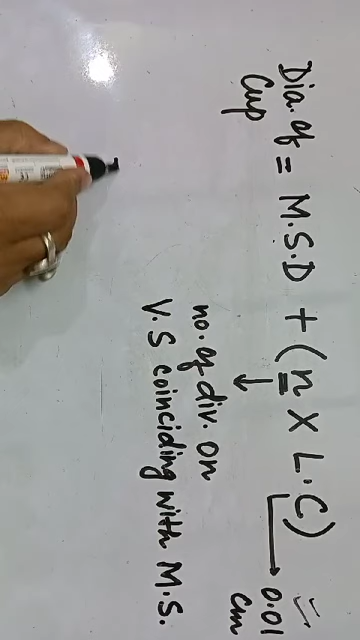 Dia. of = M.S.D + (n X L.C)
Cup
0.01
cm
no. of div. on
V.S coinciding with M.S.